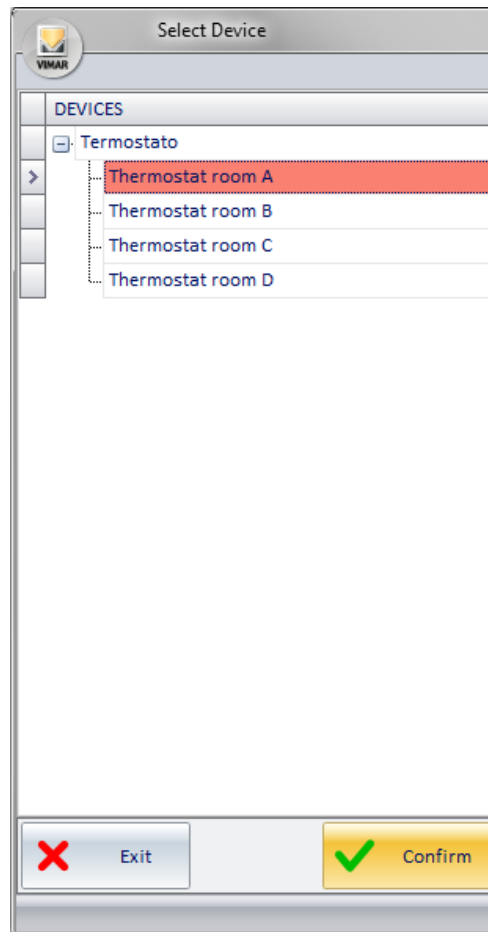 Select Device
VIMAR
DEVICES
Termostato
Thermostat room A
Thermostat room B
Thermostat room C
Thermostat room D
Exit
Confirm